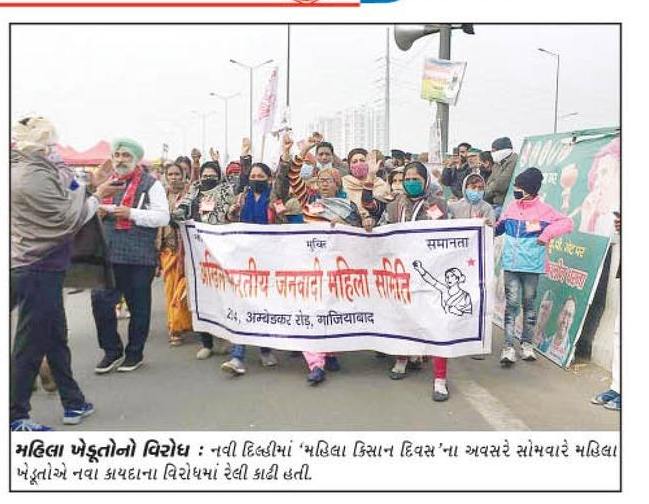 मुक्ति समानता
अखिल भारतीय जनवादी महिला समिति
अम्बेडकर रोड़, गाजियाबाद
મહિલા ખેડૂતોનો વિરોધ : નવી દિલ્હીમાં ‘મહિલા કિસાન દિવસ’ના અવસરે સોમવારે મહિલા
ખેડૂતોએ નવા કાયદાના વિરોધમાં રેલી કાઢી હતી.